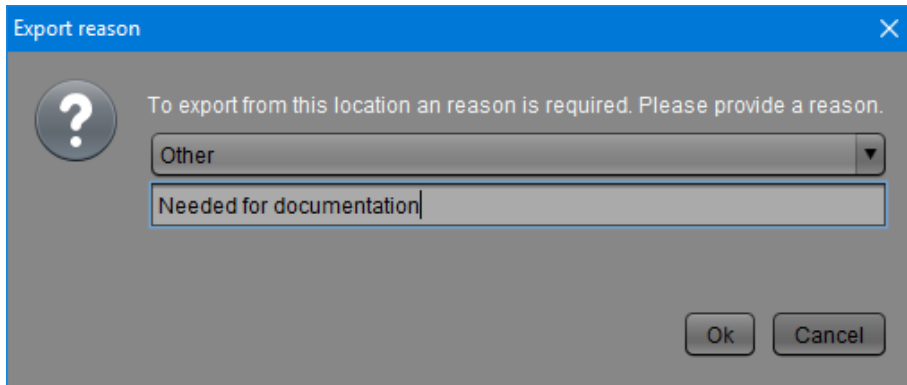 Export reason
To export from this location an reason is required. Please provide a reason.
Other
Needed for documentation
Ok
Cancel